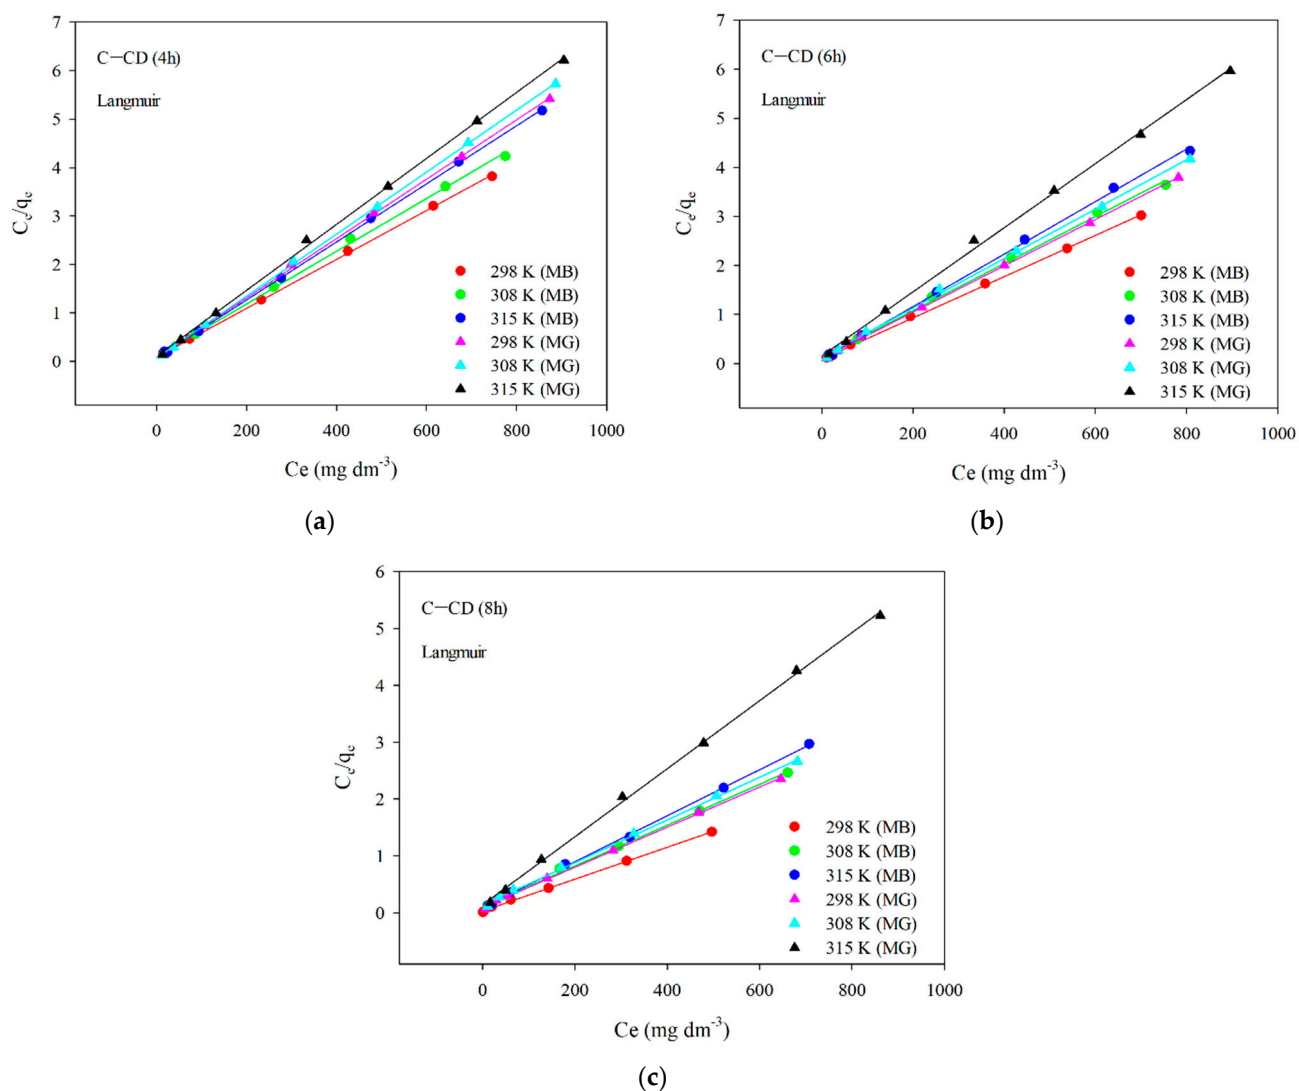 7
6
5
4
3
2
1
0
Cₑ/qₑ
C−CD (4h)
Langmuir
298 K (MB)
308 K (MB)
315 K (MB)
298 K (MG)
308 K (MG)
315 K (MG)
0 200 400 600 800 1000
Ce (mg dm⁻³)
(a)
7
6
5
4
3
2
1
0
Cₑ/qₑ
C−CD (6h)
Langmuir
298 K (MB)
308 K (MB)
315 K (MB)
298 K (MG)
308 K (MG)
315 K (MG)
0 200 400 600 800 1000
Ce (mg dm⁻³)
(b)
6
5
4
3
2
1
0
Cₑ/qₑ
C−CD (8h)
Langmuir
298 K (MB)
308 K (MB)
315 K (MB)
298 K (MG)
308 K (MG)
315 K (MG)
0 200 400 600 800 1000
Ce (mg dm⁻³)
(c)